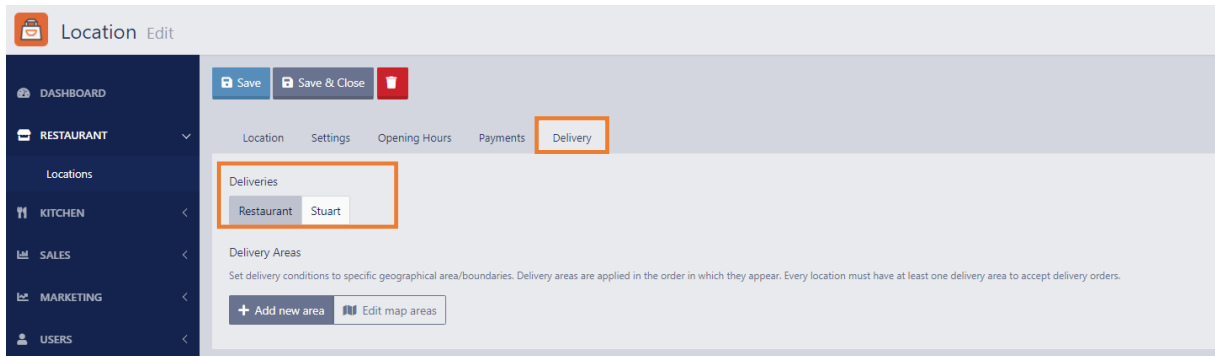 Location Edit
DASHBOARD
RESTAURANT
Locations
KITCHEN
SALES
MARKETING
USERS
Save Save & Close
Location Settings Opening Hours Payments Delivery
Deliveries
Restaurant Stuart
Delivery Areas
Set delivery conditions to specific geographical area/boundaries. Delivery areas are applied in the order in which they appear. Every location must have at least one delivery area to accept delivery orders.
+ Add new area Edit map areas